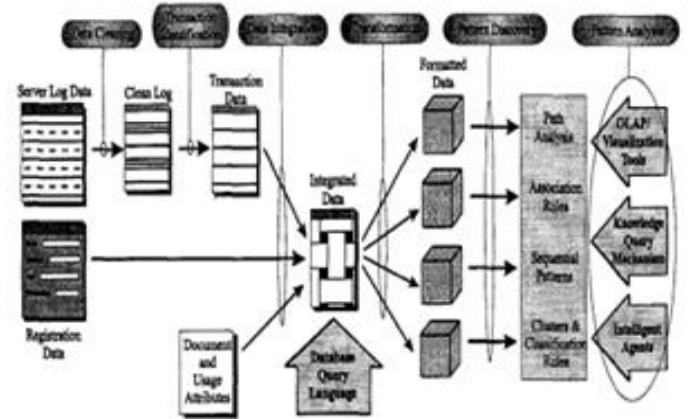 Data Cleaning
Transaction
Identification
Data Integration
Transformation
Pattern Discovery
Pattern Analysis
Server Log Data
Clean Log
Transaction
Data
Integrated
Data
Formatted
Data
Registration
Data
Document
and
Usage
Attributes
Database
Query
Language
Path
Analysis
Association
Rules
Sequential
Patterns
Clusters &
Classification
Rules
OLAP/
Visualization
Tools
Knowledge
Query
Mechanism
Intelligent
Agents